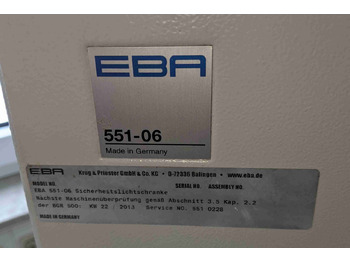 EBA
551-06
Made in Germany
EBA Krug & Priester GmbH & Co. KG • D-72336 Balingen • www.eba.de
MODEL NO. SERIAL NO. ASSEMBLY NO.
EBA 551-06 Sicherheitslichtschranke
Nächste Maschinenüberprüfung gemäß Abschnitt 3.5 Kap. 2.2
der BGR 500: KW 22 / 2013 Service NO. 551 0226
MADE IN GERMANY